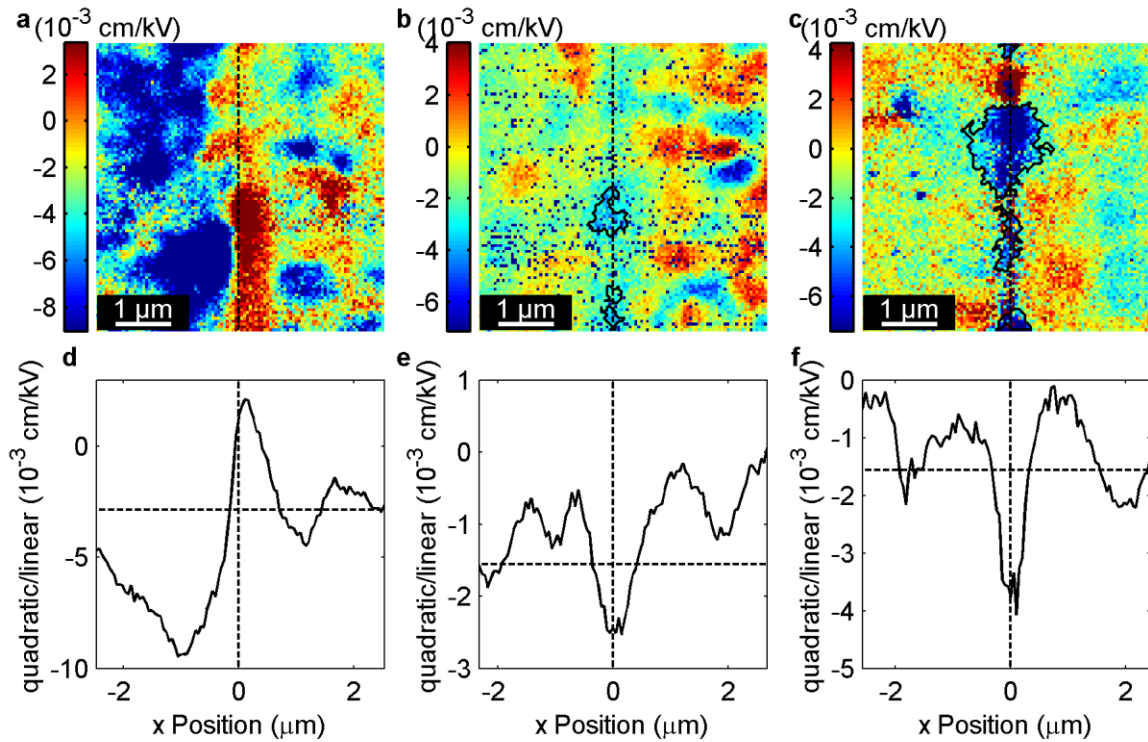 a (10⁻³ cm/kV) b (10⁻³ cm/kV) c (10⁻³ cm/kV)
2
0
-2
-4
-6
-8
1 µm
4
2
0
-2
-4
-6
1 µm
4
2
0
-2
-4
-6
1 µm
d
quadratic/linear (10⁻³ cm/kV)
0
-5
-10
-2 0 2
x Position (µm)
e
quadratic/linear (10⁻³ cm/kV)
1
0
-1
-2
-3
-2 0 2
x Position (µm)
f
quadratic/linear (10⁻³ cm/kV)
0
-1
-2
-3
-4
-5
-2 0 2
x Position (µm)